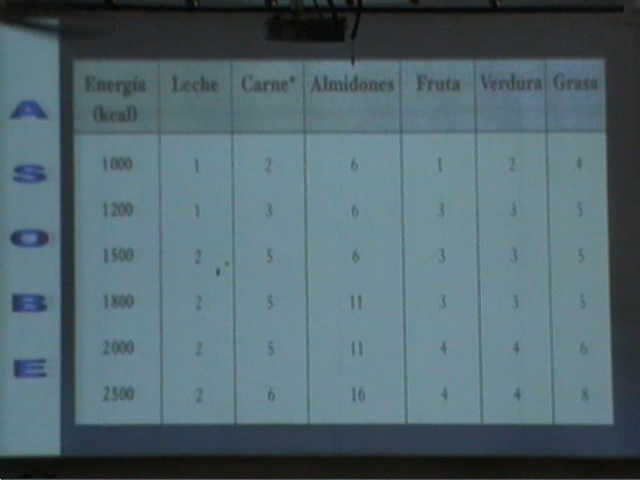 A
S
O
B
E
Energía (kcal) Leche Carne* Almidones Fruta Verdura Grasa
1000 1 2 6 1 2 4
1200 1 3 6 3 3 5
1500 2 5 6 3 3 5
1800 2 5 11 3 3 5
2000 2 5 11 4 4 6
2500 2 6 16 4 4 8